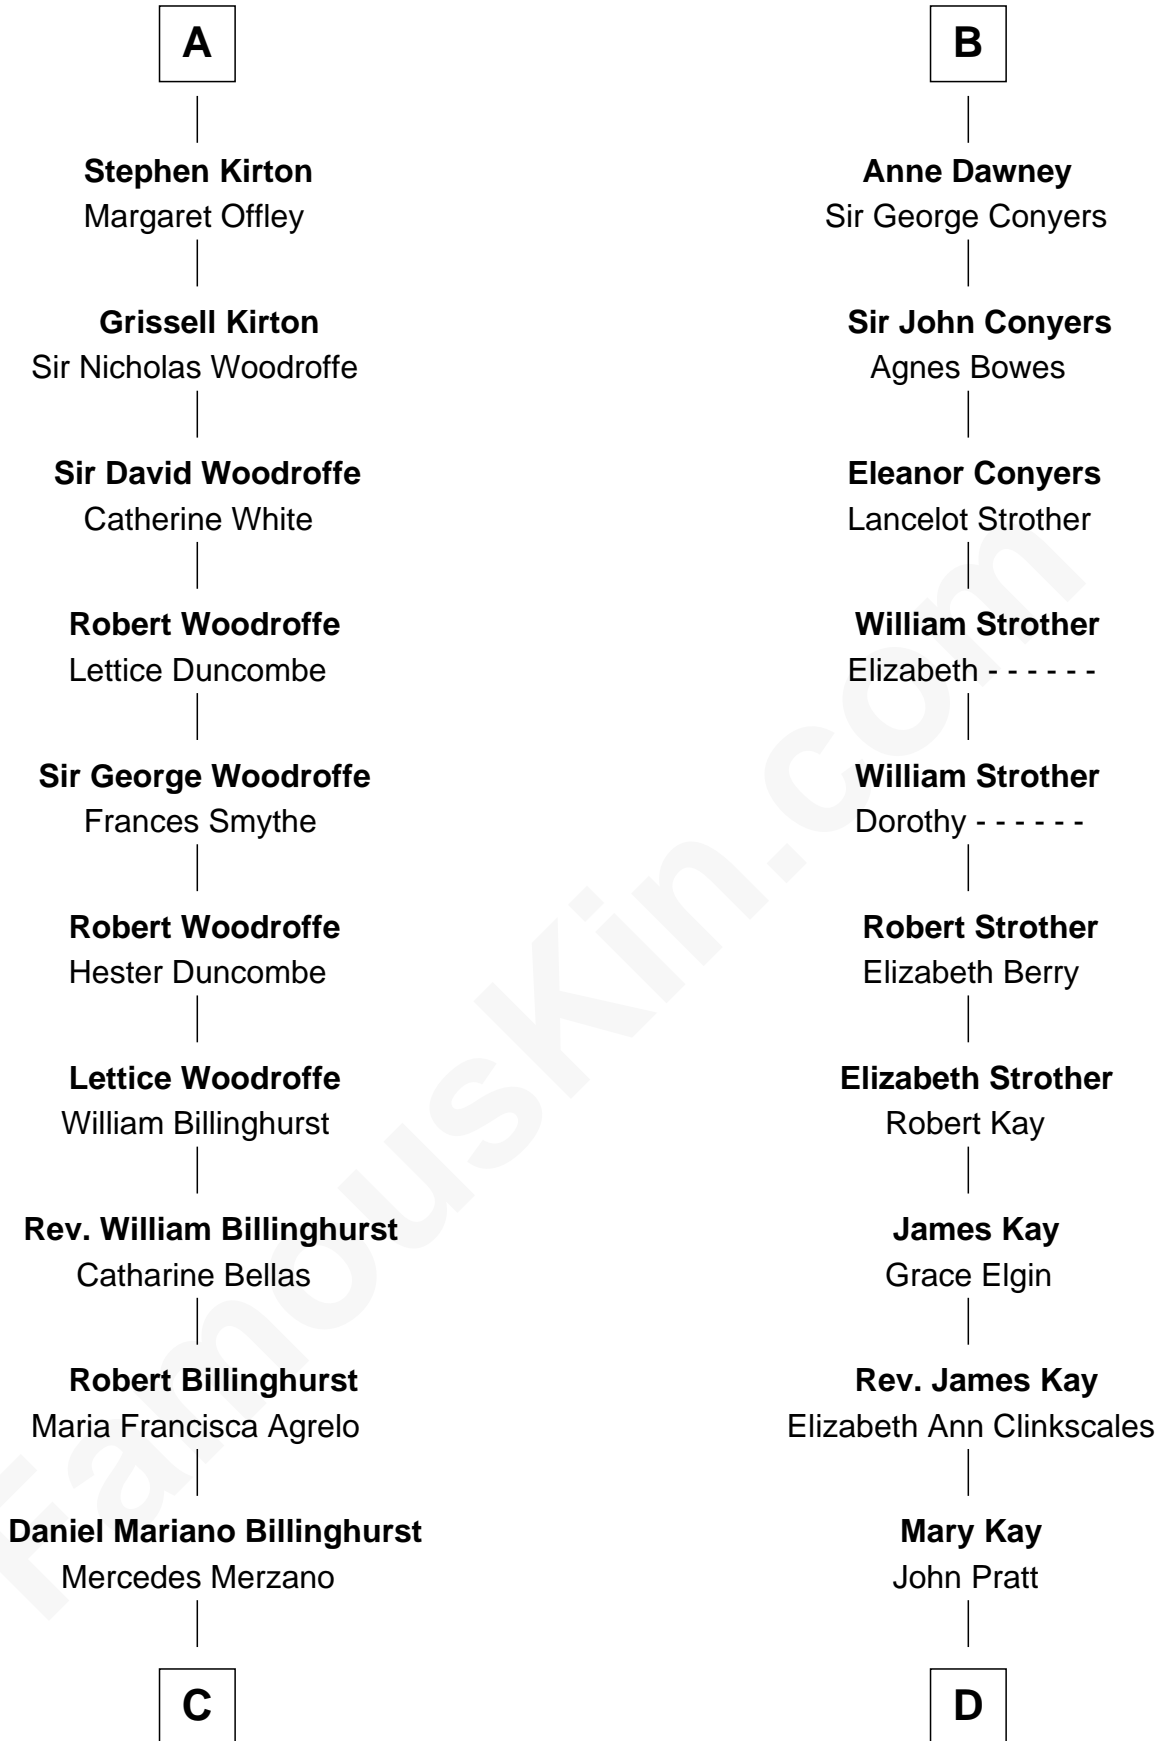 A
Stephen Kirton
Margaret Offley
Grissell Kirton
Sir Nicholas Woodroffe
Sir David Woodroffe
Catherine White
Robert Woodroffe
Lettice Duncombe
Sir George Woodroffe
Frances Smythe
Robert Woodroffe
Hester Duncombe
Lettice Woodroffe
William Billinghurst
Rev. William Billinghurst
Catharine Bellas
Robert Billinghurst
Maria Francisca Agrelo
Daniel Mariano Billinghurst
Mercedes Merzano
C
B
Anne Dawney
Sir George Conyers
Sir John Conyers
Agnes Bowes
Eleanor Conyers
Lancelot Strother
William Strother
Elizabeth - - - - - -
William Strother
Dorothy - - - - - -
Robert Strother
Elizabeth Berry
Elizabeth Strother
Robert Kay
James Kay
Grace Elgin
Rev. James Kay
Elizabeth Ann Clinkscales
Mary Kay
John Pratt
D
FamousKin.com